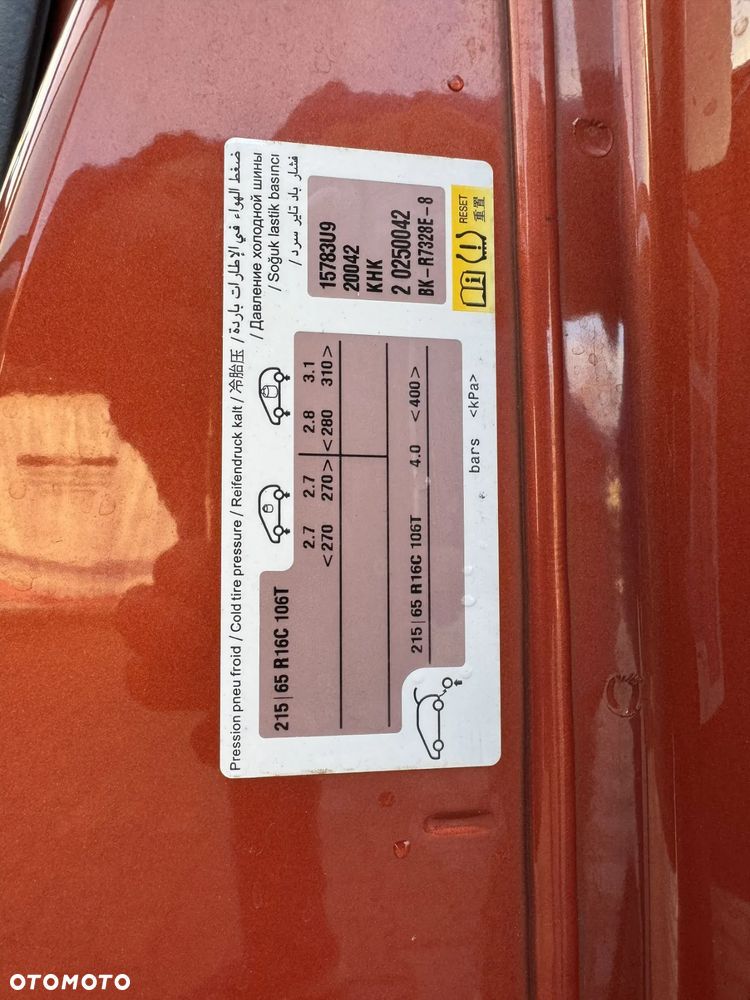 Pression pneu froid / Cold tire pressure / Reifendruck kalt / 冷胎压 / ضغط الهواء في الإطارات باردة
/ Давление холодной шины
/ Soğuk lastik basıncı
/ فشار باد تایر سرد
2.7 2.7 2.8 3.1
215|65 R16C 106T <270 270> <280 310>
215|65 R16C 106T 4.0 <400>
bars <kPa>
15783U9
20042
KHK
2 0250042
BK-R7328E-8
RESET
重置
OTOMOTO